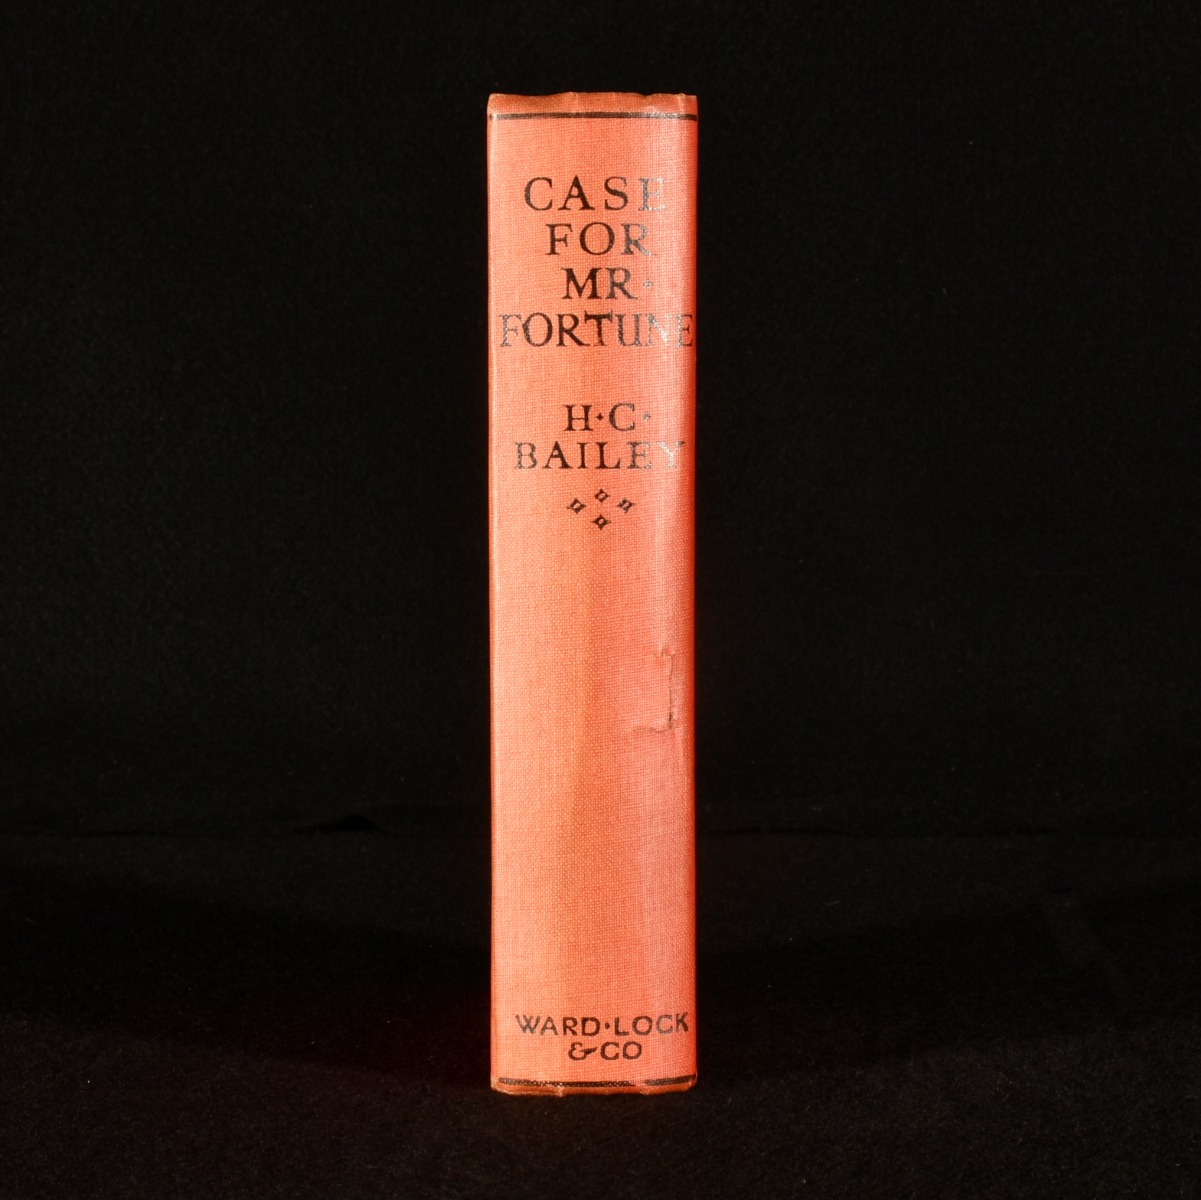 CASE
FOR
MR·
FORTUNE
H·C·
BAILEY
WARD·LOCK
& CO